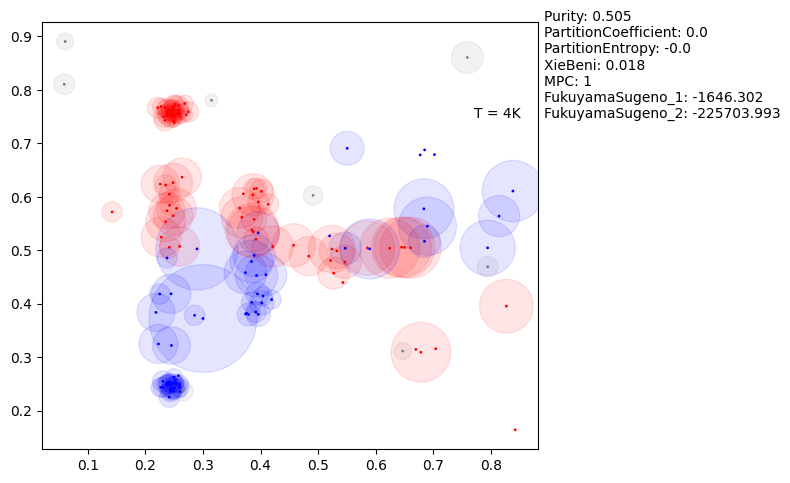 Purity: 0.505
PartitionCoefficient: 0.0
PartitionEntropy: -0.0
XieBeni: 0.018
MPC: 1
FukuyamaSugeno_1: -1646.302
FukuyamaSugeno_2: -225703.993
T = 4K
0.9
0.8
0.7
0.6
0.5
0.4
0.3
0.2
0.1 0.2 0.3 0.4 0.5 0.6 0.7 0.8